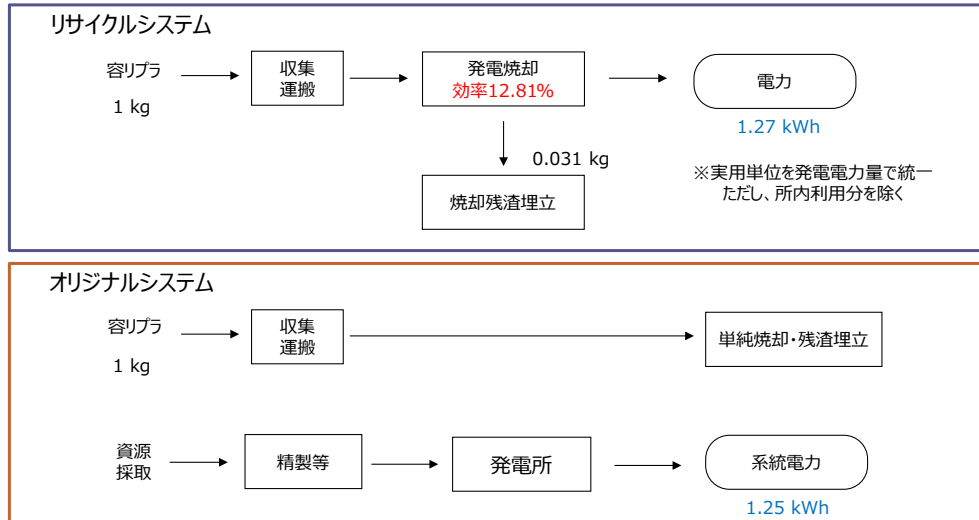 リサイクルシステム
容リプラ
1 kg
収集
運搬
発電焼却
効率12.81%
電力
1.27 kWh
0.031 kg
焼却残渣埋立
※実用単位を発電電力量で統一
ただし、所内利用分を除く
オリジナルシステム
容リプラ
1 kg
収集
運搬
単純焼却・残渣埋立
資源
採取
精製等
発電所
系統電力
1.25 kWh